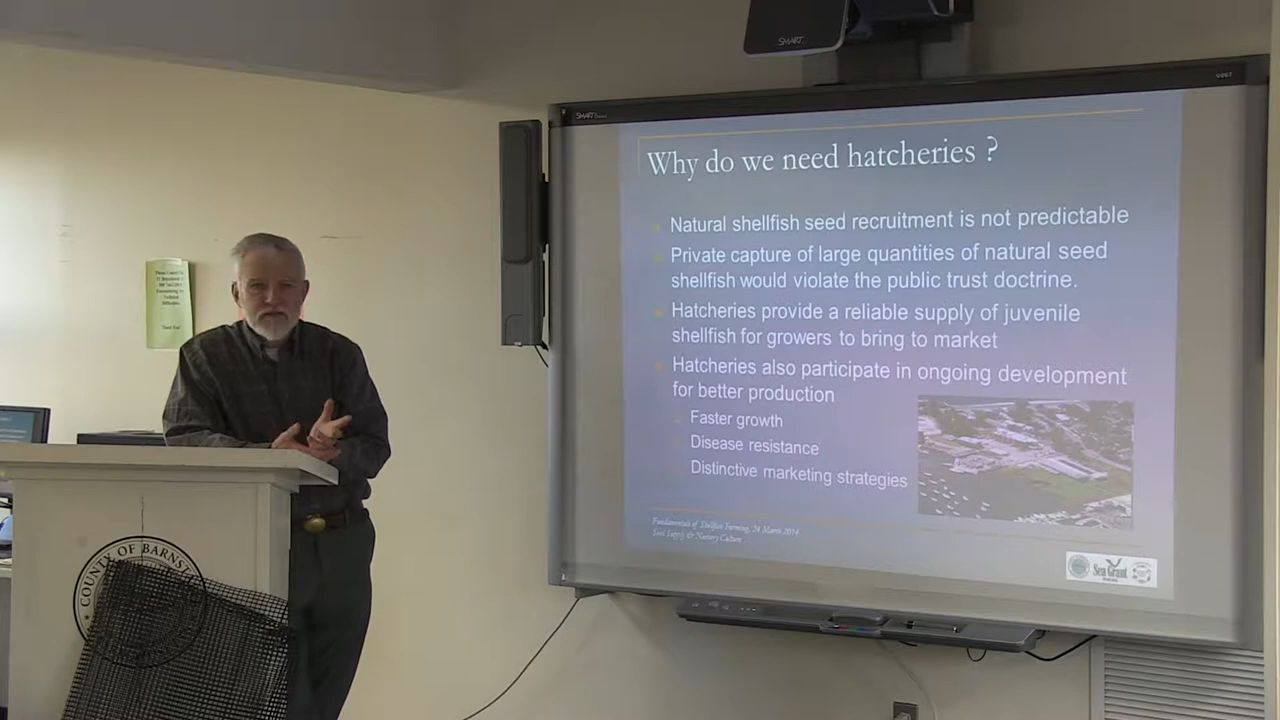 SMART
SMART
Why do we need hatcheries ?
Natural shellfish seed recruitment is not predictable
Private capture of large quantities of natural seed
shellfish would violate the public trust doctrine.
Hatcheries provide a reliable supply of juvenile
shellfish for growers to bring to market
Hatcheries also participate in ongoing development
for better production
Faster growth
Disease resistance
Distinctive marketing strategies
Fundamentals of Shellfish Farming, 24 March 2014
Seed Supply & Nursery Culture
Sea Grant
COUNTY OF BARNST